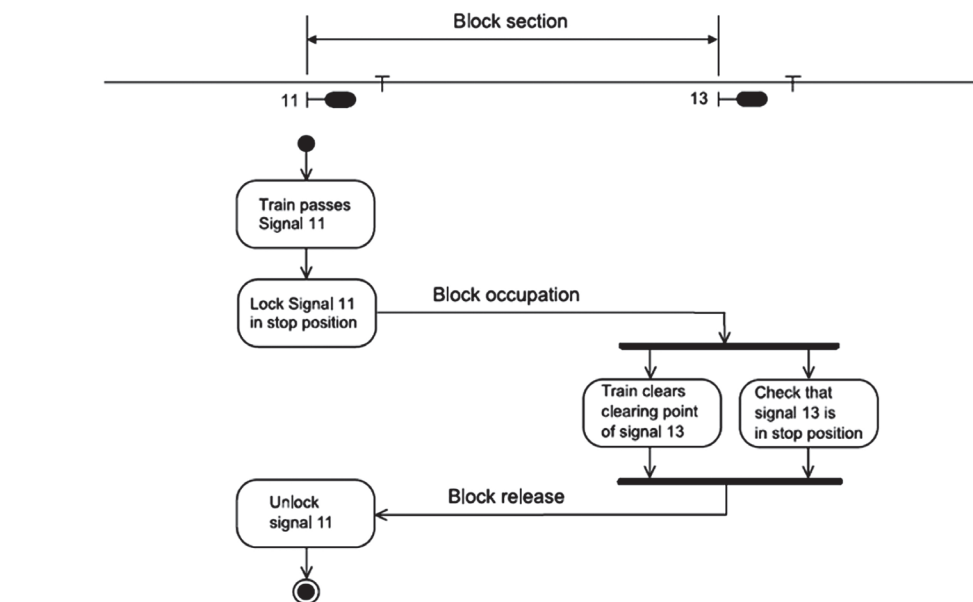 Block section
11
13
Train passes
Signal 11
Lock Signal 11
in stop position
Block occupation
Train clears
clearing point
of signal 13
Check that
signal 13 is
in stop position
Block release
Unlock
signal 11